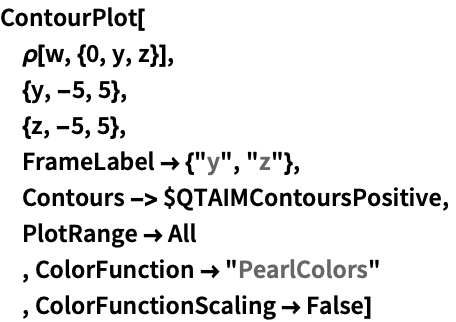 ContourPlot[
ρ[w, {0, y, z}],
{y, -5, 5},
{z, -5, 5},
FrameLabel → {"y", "z"},
Contours -> $QTAIMContoursPositive,
PlotRange → All
, ColorFunction → "PearlColors"
, ColorFunctionScaling → False]